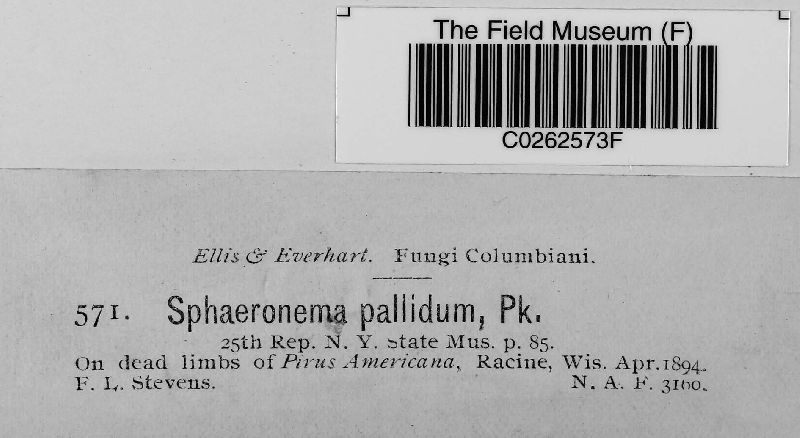 The Field Museum (F)
C0262573F
Ellis & Everhart. Fungi Columbiani.
571. Sphaeronema pallidum, Pk.
25th Rep. N. Y. State Mus. p. 85.
On dead limbs of Pirus Americana, Racine, Wis. Apr. 1894.
F. L. Stevens. N. A. F. 3160.